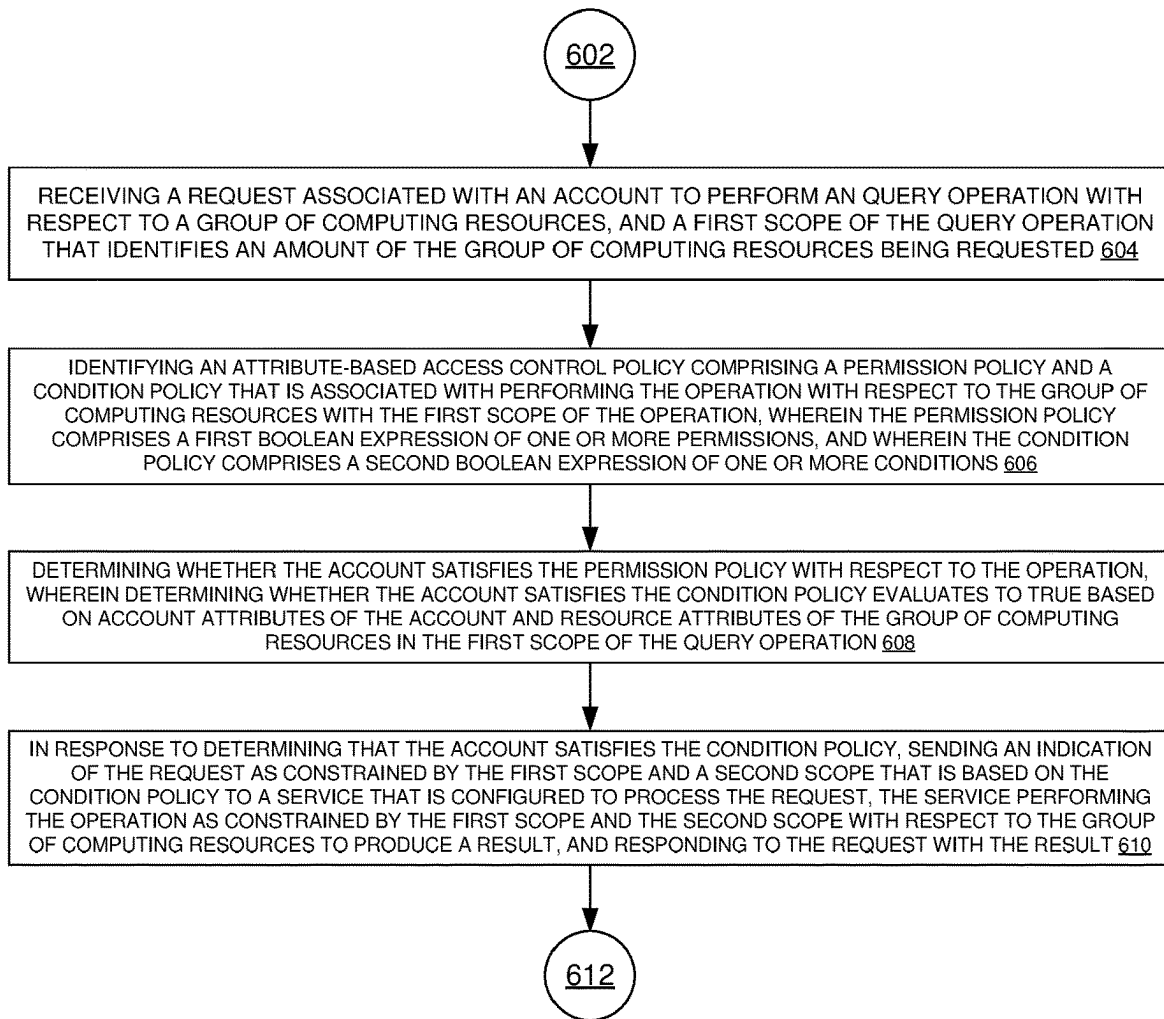 602
RECEIVING A REQUEST ASSOCIATED WITH AN ACCOUNT TO PERFORM AN QUERY OPERATION WITH
RESPECT TO A GROUP OF COMPUTING RESOURCES, AND A FIRST SCOPE OF THE QUERY OPERATION
THAT IDENTIFIES AN AMOUNT OF THE GROUP OF COMPUTING RESOURCES BEING REQUESTED 604
IDENTIFYING AN ATTRIBUTE-BASED ACCESS CONTROL POLICY COMPRISING A PERMISSION POLICY AND A
CONDITION POLICY THAT IS ASSOCIATED WITH PERFORMING THE OPERATION WITH RESPECT TO THE GROUP OF
COMPUTING RESOURCES WITH THE FIRST SCOPE OF THE OPERATION, WHEREIN THE PERMISSION POLICY
COMPRISES A FIRST BOOLEAN EXPRESSION OF ONE OR MORE PERMISSIONS, AND WHEREIN THE CONDITION
POLICY COMPRISES A SECOND BOOLEAN EXPRESSION OF ONE OR MORE CONDITIONS 606
DETERMINING WHETHER THE ACCOUNT SATISFIES THE PERMISSION POLICY WITH RESPECT TO THE OPERATION,
WHEREIN DETERMINING WHETHER THE ACCOUNT SATISFIES THE CONDITION POLICY EVALUATES TO TRUE BASED
ON ACCOUNT ATTRIBUTES OF THE ACCOUNT AND RESOURCE ATTRIBUTES OF THE GROUP OF COMPUTING
RESOURCES IN THE FIRST SCOPE OF THE QUERY OPERATION 608
IN RESPONSE TO DETERMINING THAT THE ACCOUNT SATISFIES THE CONDITION POLICY, SENDING AN INDICATION
OF THE REQUEST AS CONSTRAINED BY THE FIRST SCOPE AND A SECOND SCOPE THAT IS BASED ON THE
CONDITION POLICY TO A SERVICE THAT IS CONFIGURED TO PROCESS THE REQUEST, THE SERVICE PERFORMING
THE OPERATION AS CONSTRAINED BY THE FIRST SCOPE AND THE SECOND SCOPE WITH RESPECT TO THE GROUP
OF COMPUTING RESOURCES TO PRODUCE A RESULT, AND RESPONDING TO THE REQUEST WITH THE RESULT 610
612